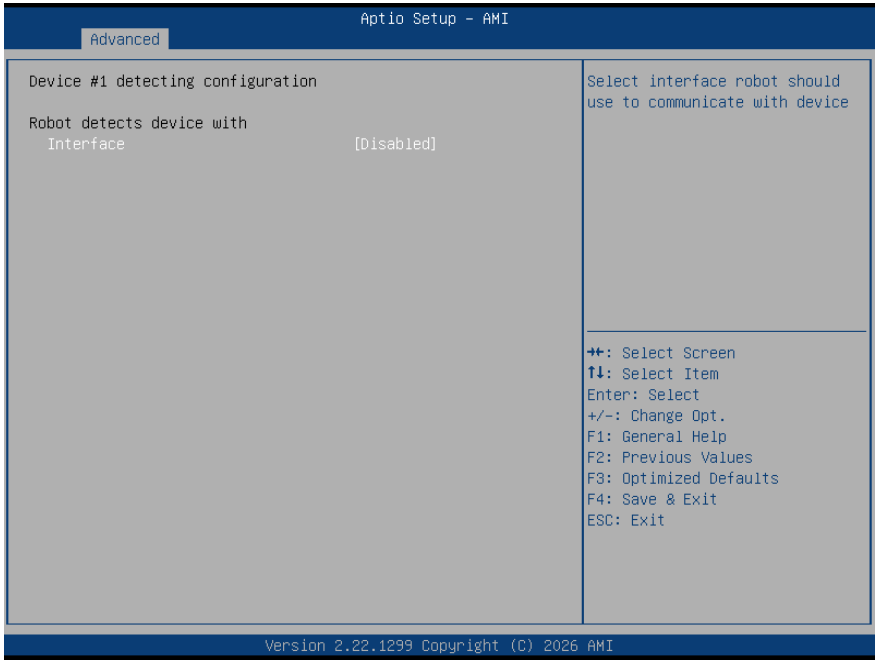 Aptio Setup – AMI
Advanced
Device #1 detecting configuration
Robot detects device with
Interface [Disabled]
Select interface robot should
use to communicate with device
→←: Select Screen
↑↓: Select Item
Enter: Select
+/-: Change Opt.
F1: General Help
F2: Previous Values
F3: Optimized Defaults
F4: Save & Exit
ESC: Exit
Version 2.22.1299 Copyright (C) 2026 AMI